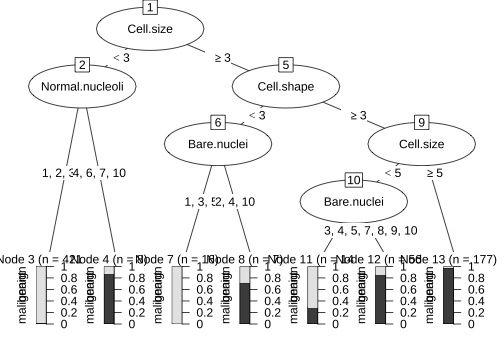 1
Cell.size
< 3
≥ 3
2
Normal.nucleoli
5
Cell.shape
< 3
≥ 3
6
Bare.nuclei
9
Cell.size
< 5
≥ 5
10
Bare.nuclei
1, 2, 3
4, 6, 7, 10
1, 3, 5
2, 4, 10
3, 4, 5, 7, 8, 9, 10
Node 3 (n = 421
Node 4 (n = 8)
Node 7 (n =
Node 8 (n = 7)
Node 11 (n =
Node 12 (n =
Node 13 (n = 177)
malignant
benign
1
0.8
0.6
0.4
0.2
0
malignant
benign
1
0.8
0.6
0.4
0.2
0
malignant
benign
1
0.8
0.6
0.4
0.2
0
malignant
benign
1
0.8
0.6
0.4
0.2
0
malignant
benign
1
0.8
0.6
0.4
0.2
0
malignant
benign
1
0.8
0.6
0.4
0.2
0
malignant
benign
1
0.8
0.6
0.4
0.2
0